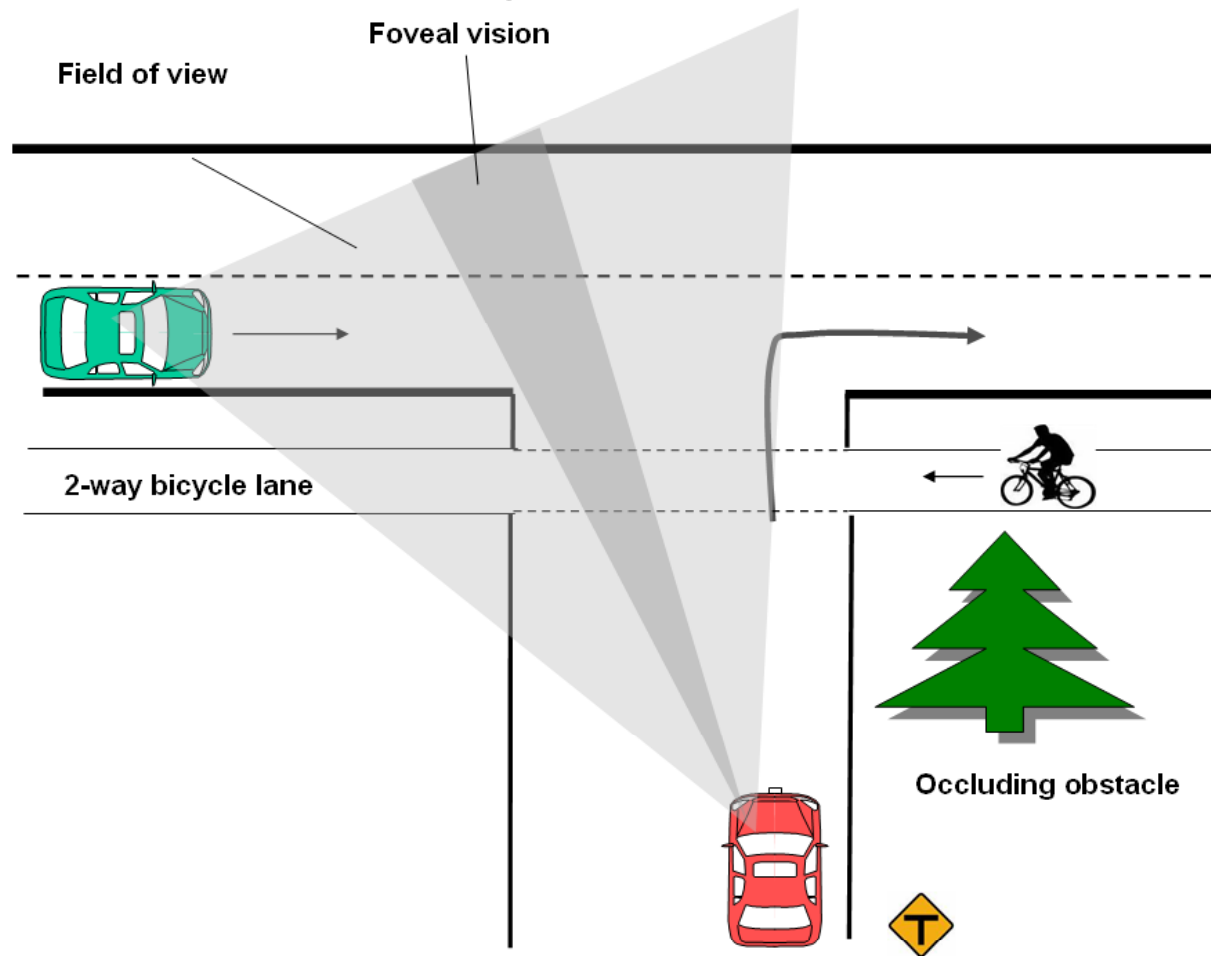 Foveal vision
Field of view
2-way bicycle lane
Occluding obstacle
T